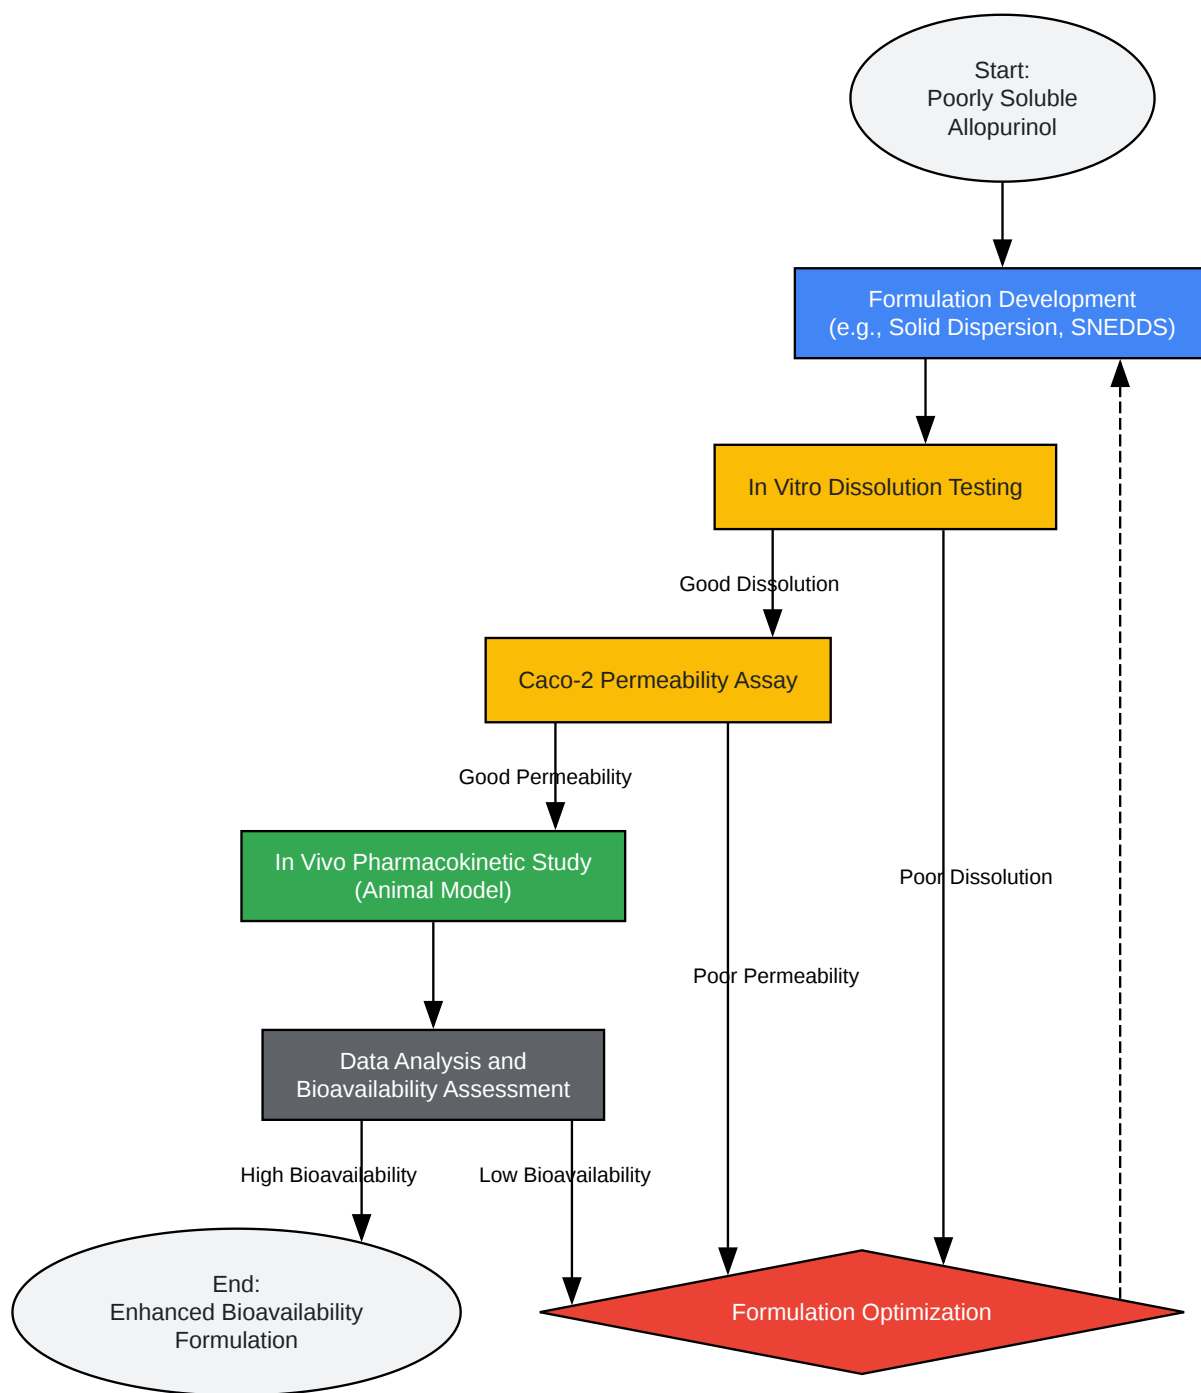 Start:
Poorly Soluble
Allopurinol
Formulation Development
(e.g., Solid Dispersion, SNEDDS)
In Vitro Dissolution Testing
Good Dissolution
Caco-2 Permeability Assay
Good Permeability
In Vivo Pharmacokinetic Study
(Animal Model)
Poor Dissolution
Poor Permeability
Data Analysis and
Bioavailability Assessment
High Bioavailability
Low Bioavailability
End:
Enhanced Bioavailability
Formulation
Formulation Optimization